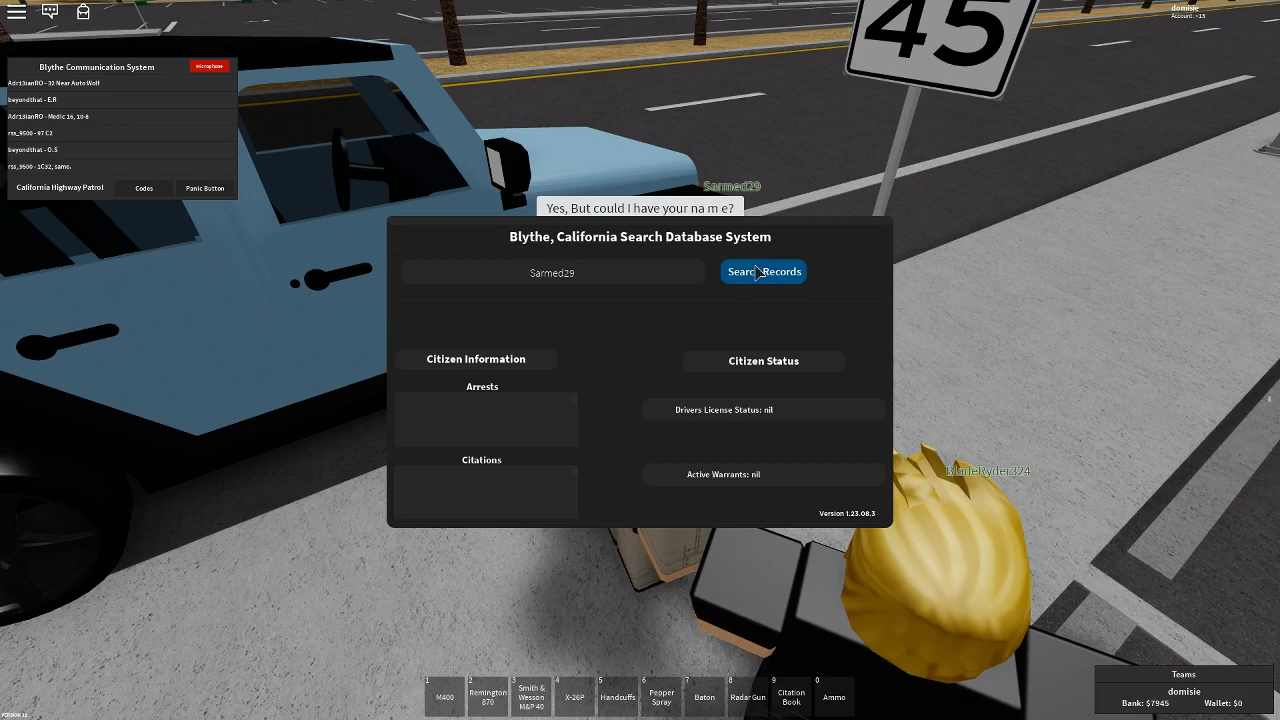 domisie
Account: <13
45
Blythe Communication System
Microphone
Adr13ianRO - 32 Near Auto Wolf
beyondthat - E.R
Adr13ianRO - Medic 16, 10-8
rss_9500 - 97 C2
beyondthat - O.S
rss_9500 - 1C32, same.
California Highway Patrol
Codes
Panic Button
Sarmed29
Yes, But could I have your na m e?
Blythe, California Search Database System
Sarmed29
Search Records
Citizen Information
Citizen Status
Arrests
Drivers License Status: nil
Citations
Active Warrants: nil
Version 1.23.08.3
BladeRyder324
1
M400
2
Remington
870
3
Smith &
Wesson
M&P 40
4
X-26P
5
Handcuffs
6
Pepper
Spray
7
Baton
8
Radar Gun
9
Citation
Book
0
Ammo
Teams
domisie
Bank: $7945 Wallet: $0